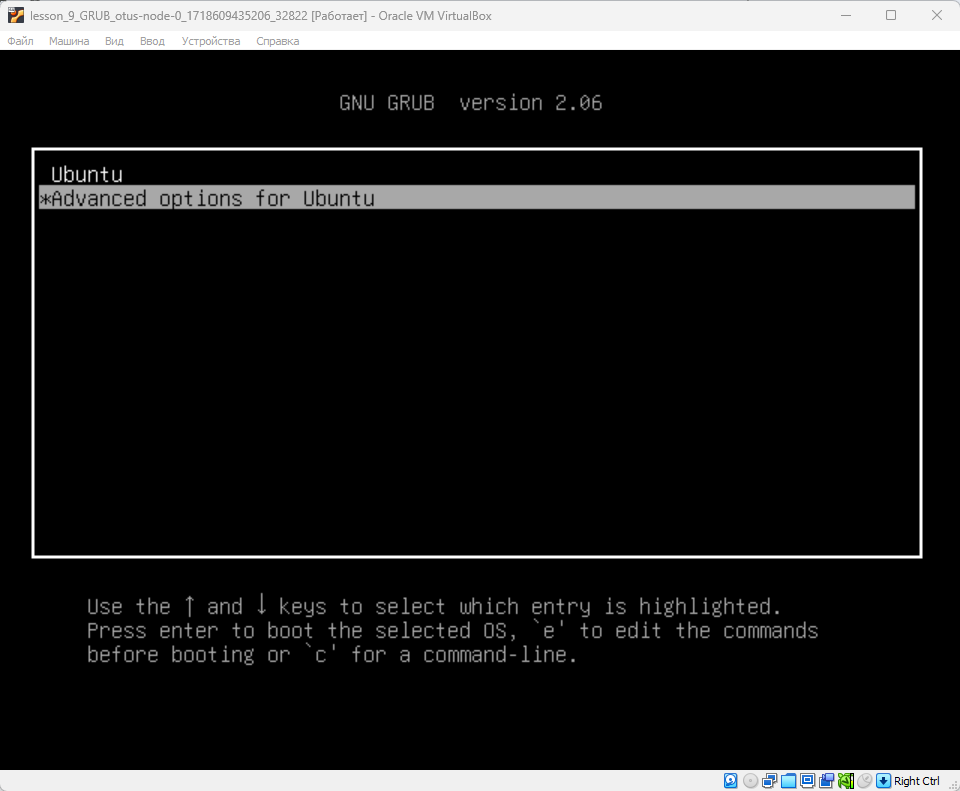 lesson_9_GRUB_otus-node-0_1718609435206_32822 [Работает] - Oracle VM VirtualBox
Файл Машина Вид Ввод Устройства Справка
GNU GRUB version 2.06
Ubuntu
*Advanced options for Ubuntu
Use the ↑ and ↓ keys to select which entry is highlighted.
Press enter to boot the selected OS, `e' to edit the commands
before booting or `c' for a command-line.
Right Ctrl